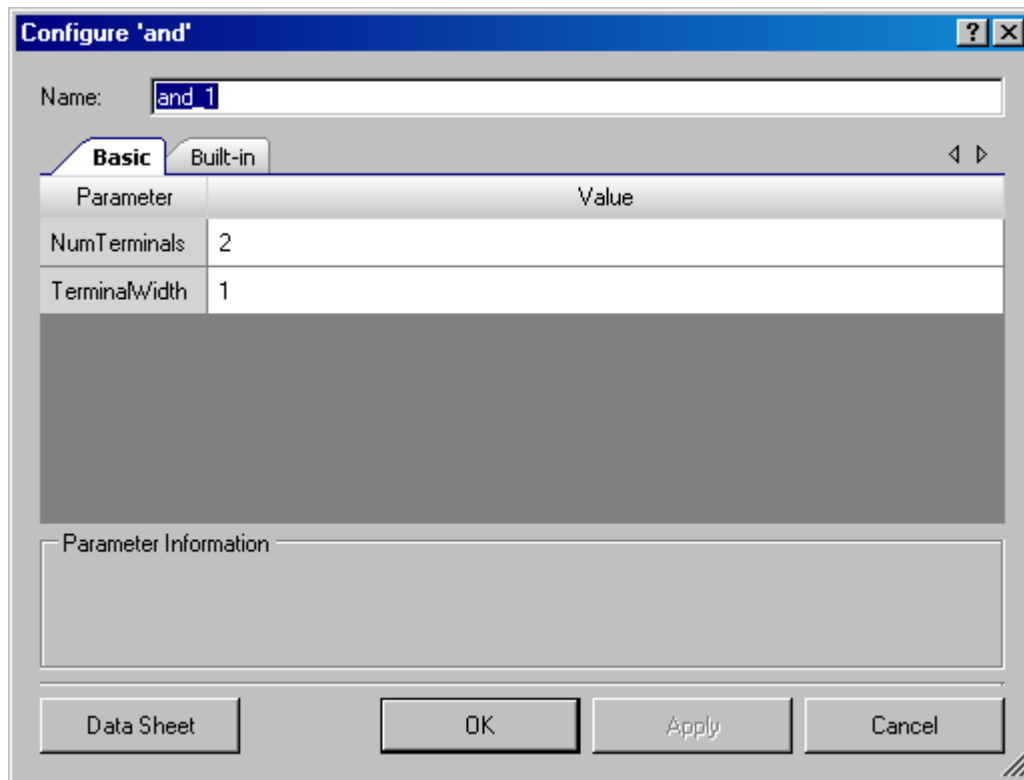 Configure 'and'
Name: and_1
Basic Built-in
Parameter Value
NumTerminals 2
TerminalWidth 1
Parameter Information
Data Sheet OK Apply Cancel